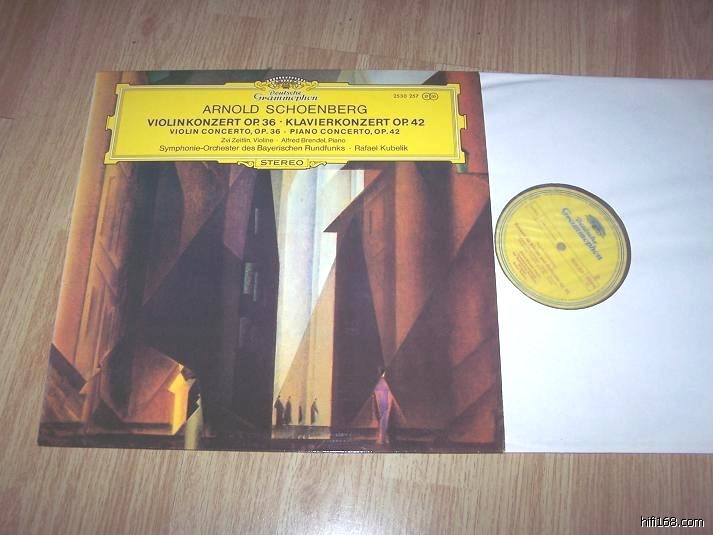 Deutsche
Grammophon
2530 257
ARNOLD SCHOENBERG
VIOLINKONZERT OP. 36 · KLAVIERKONZERT OP. 42
VIOLIN CONCERTO, OP. 36 · PIANO CONCERTO, OP. 42
Zvi Zeitlin, Violine · Alfred Brendel, Piano
Symphonie-Orchester des Bayerischen Rundfunks · Rafael Kubelik
STEREO
Deutsche
Grammophon
hifi168.com